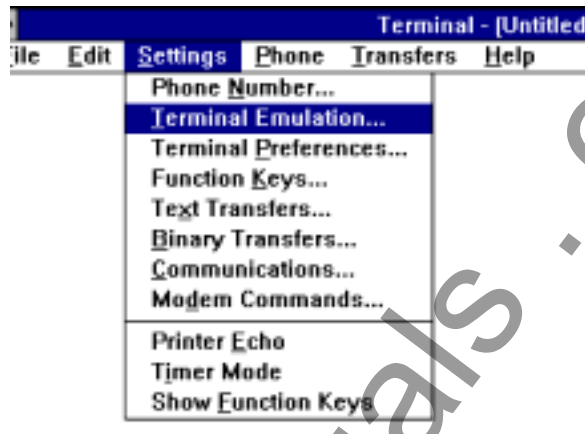 Terminal - [Untitled
ile Edit Settings Phone Transfers Help
Phone Number...
Terminal Emulation...
Terminal Preferences...
Function Keys...
Text Transfers...
Binary Transfers...
Communications...
Modem Commands...
Printer Echo
Timer Mode
Show Function Keys
als .